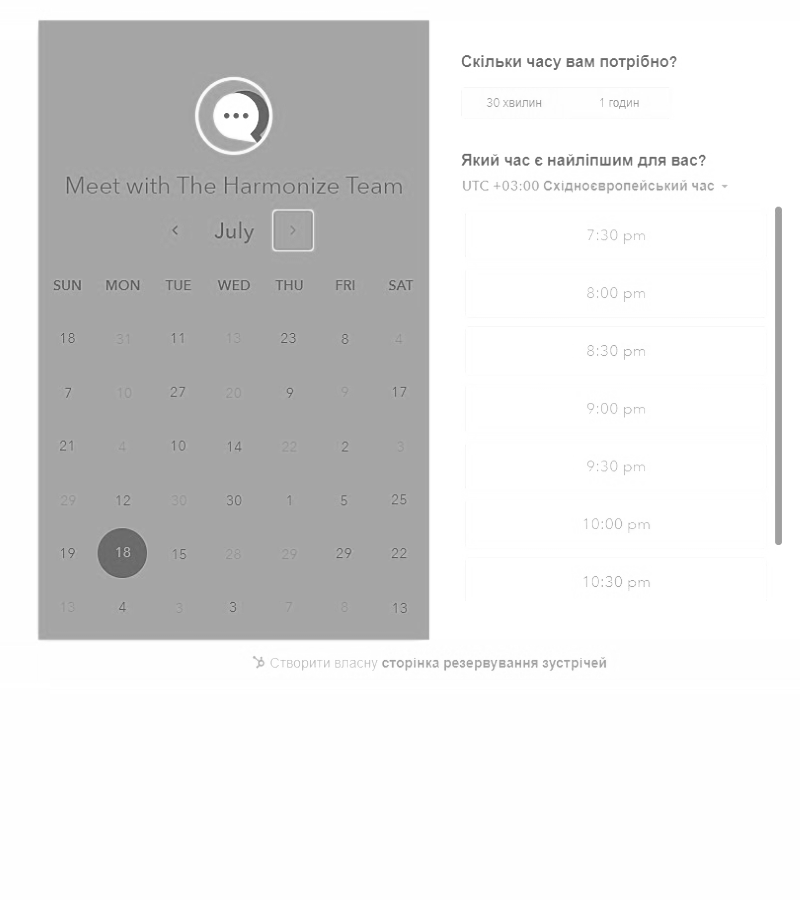 Meet with The Harmonize Team
July
SUN MON TUE WED THU FRI SAT
18 31 11 13 23 8 4
7 10 27 20 9 9 17
21 4 10 14 22 2 3
29 12 30 30 1 5 25
19 18 15 28 29 29 22
13 4 3 3 7 8 13
Скільки часу вам потрібно?
30 хвилин 1 годин
Який час є найліпшим для вас?
UTC +03:00 Східноєвропейський час
7:30 pm
8:00 pm
8:30 pm
9:00 pm
9:30 pm
10:00 pm
10:30 pm
Створити власну сторінка резервування зустрічей